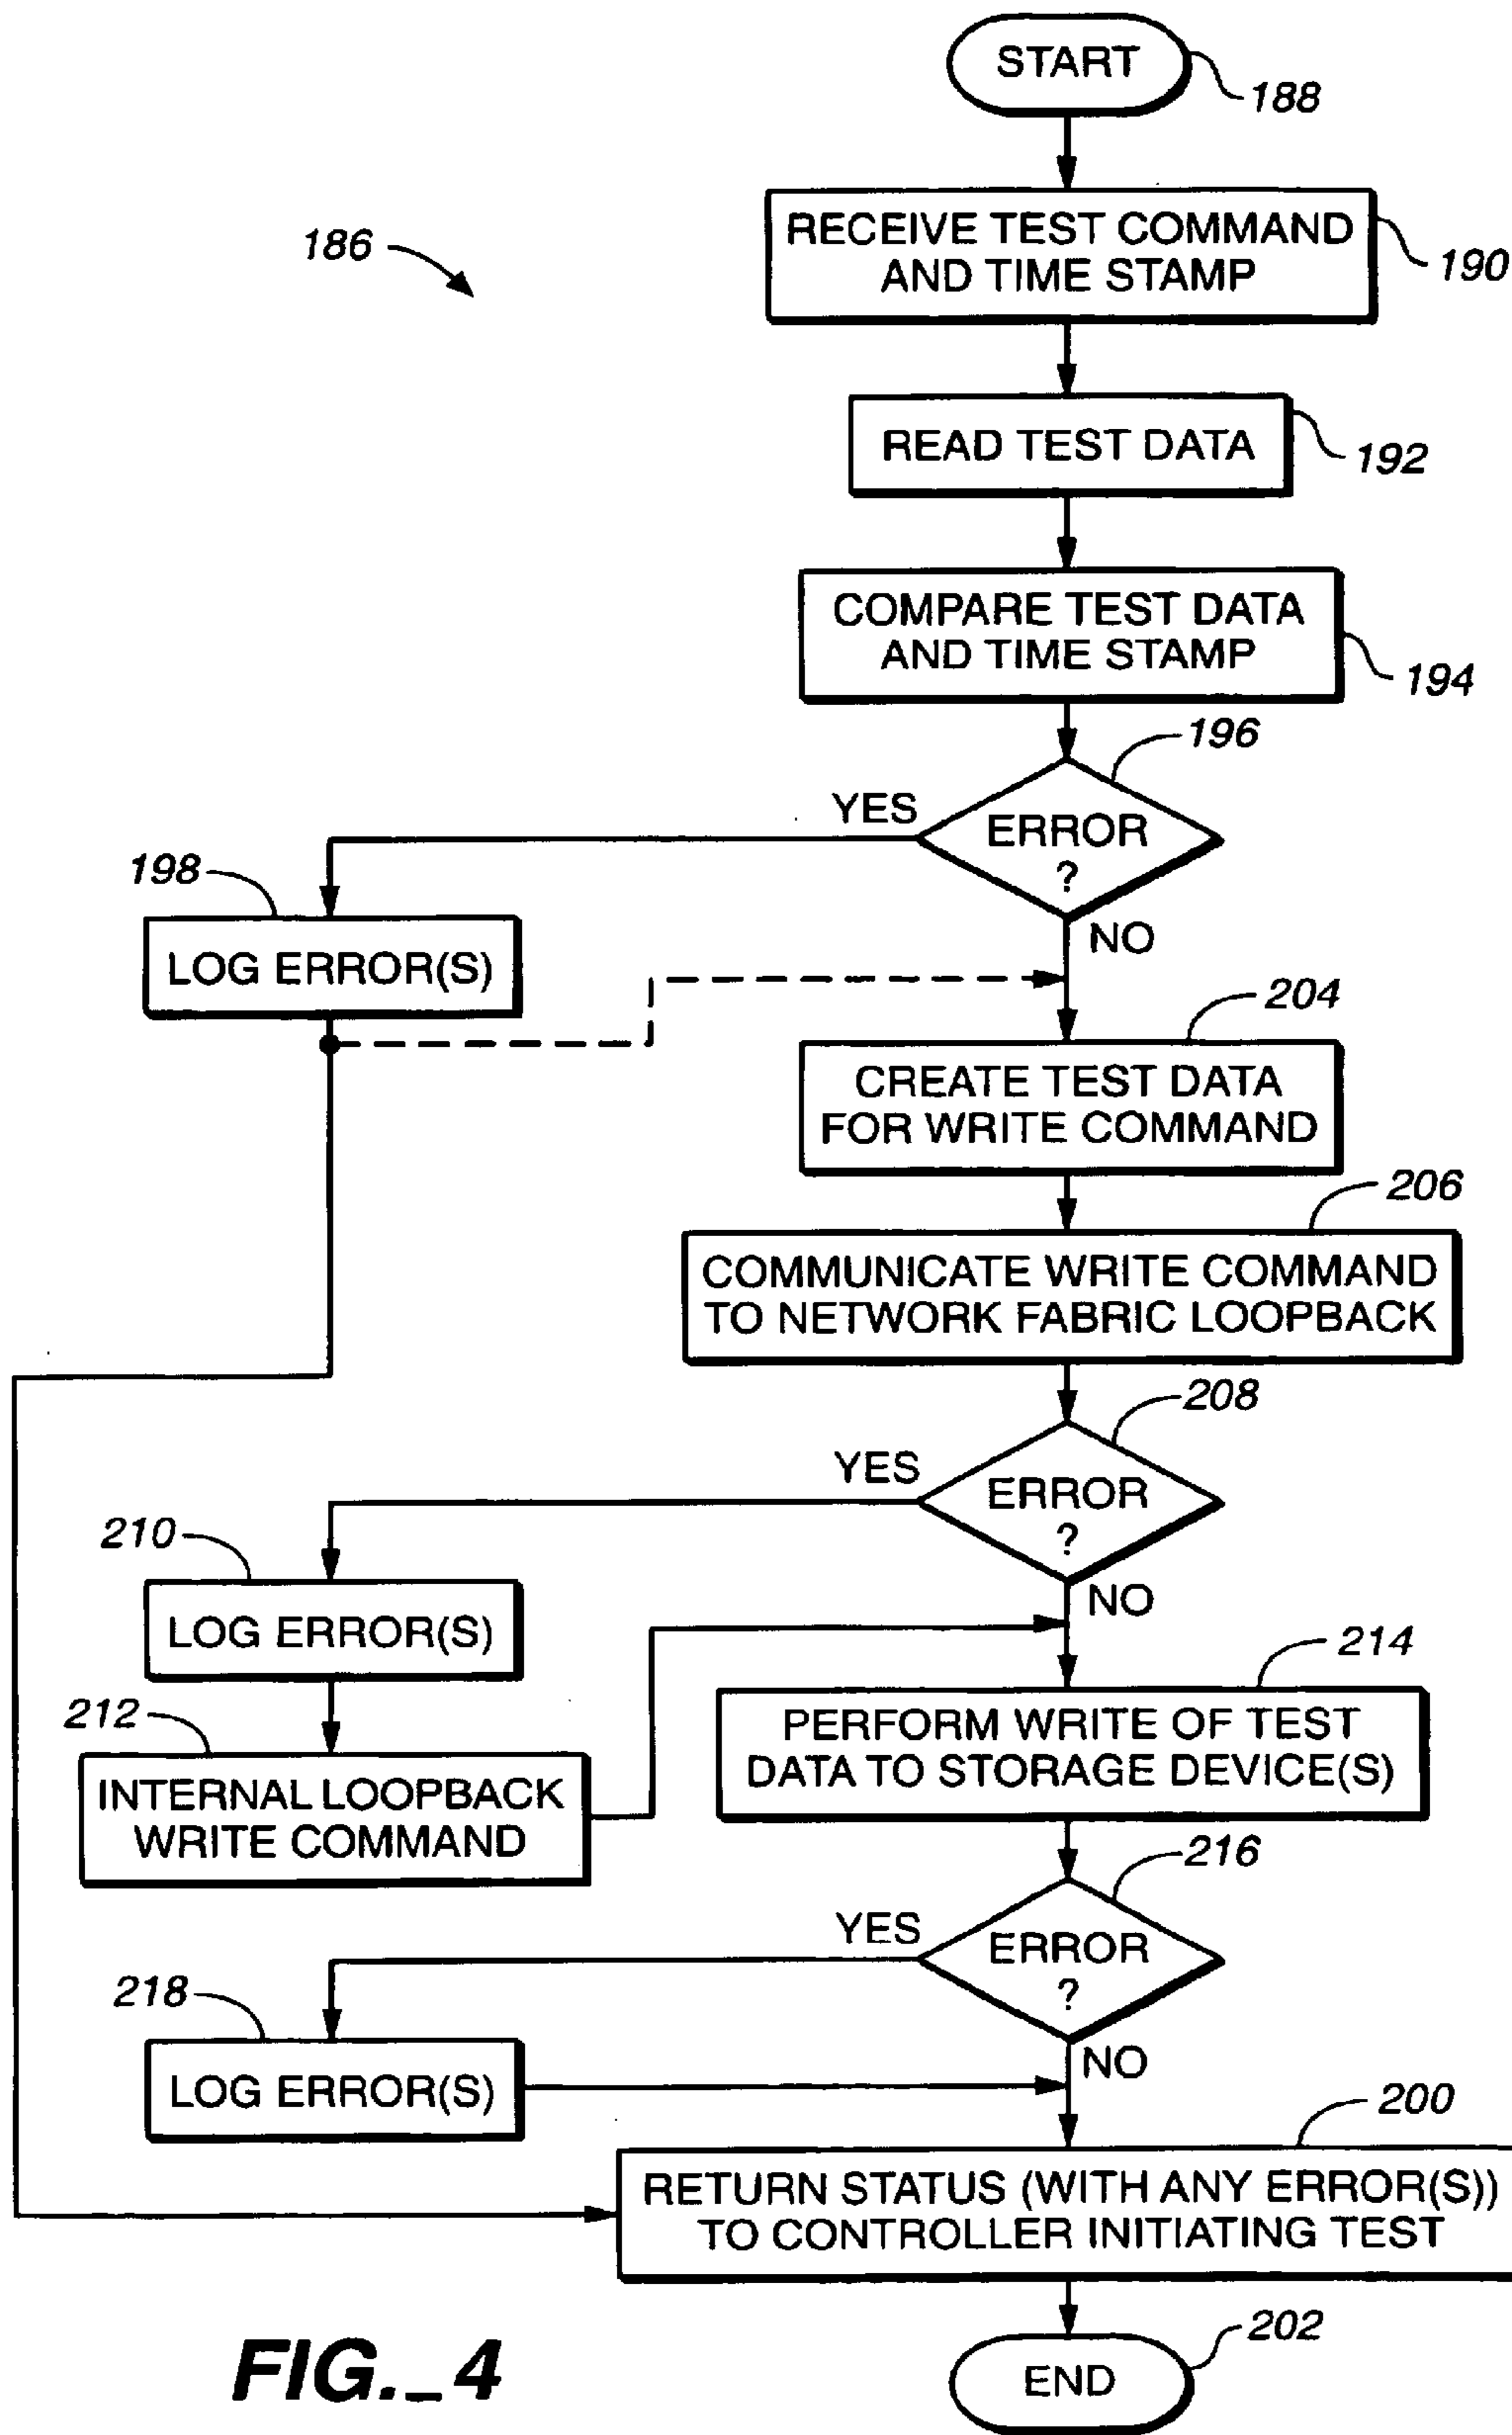 START
188
186
RECEIVE TEST COMMAND
AND TIME STAMP
190
READ TEST DATA
192
COMPARE TEST DATA
AND TIME STAMP
194
196
YES
ERROR
?
198
NO
LOG ERROR(S)
204
CREATE TEST DATA
FOR WRITE COMMAND
206
COMMUNICATE WRITE COMMAND
TO NETWORK FABRIC LOOPBACK
208
YES
ERROR
?
210
NO
LOG ERROR(S)
214
212
PERFORM WRITE OF TEST
DATA TO STORAGE DEVICE(S)
INTERNAL LOOPBACK
WRITE COMMAND
216
YES
ERROR
?
218
NO
LOG ERROR(S)
200
RETURN STATUS (WITH ANY ERROR(S))
TO CONTROLLER INITIATING TEST
202
END
FIG._4